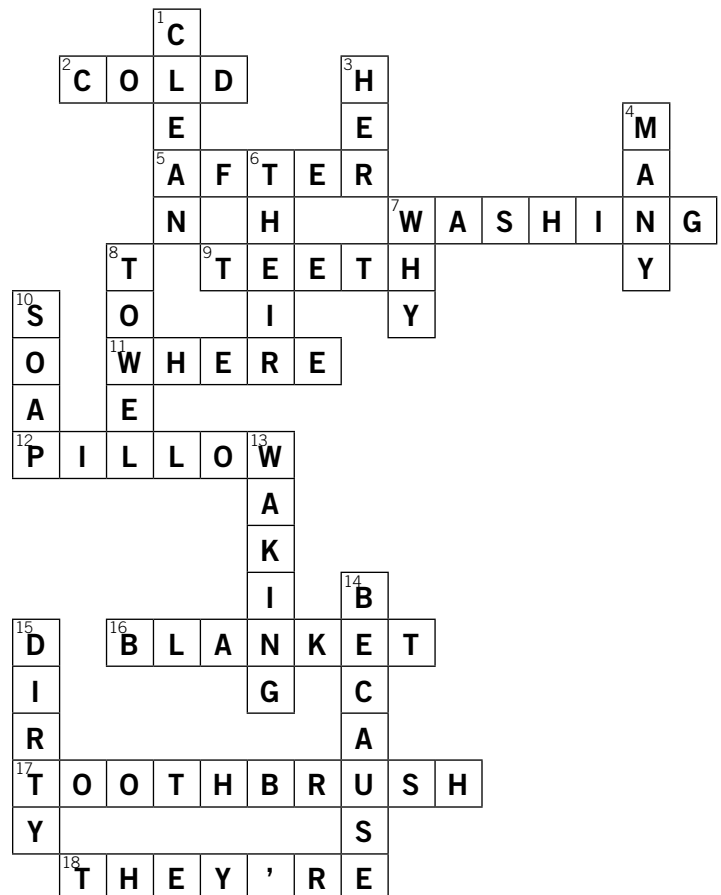 1 C
2 C O L D 3 H
E E 4 M
5 A F 6 T E R A
N H 7 W A S H I N G
8 T 9 T E E T H Y
10 S O I Y
O 11 W H E R E
A E
12 P I L L O 13 W
A
K
I 14 B
15 D 16 B L A N K E T
I G C
R A
17 T O O T H B R U S H
Y S
18 T H E Y ’ R E